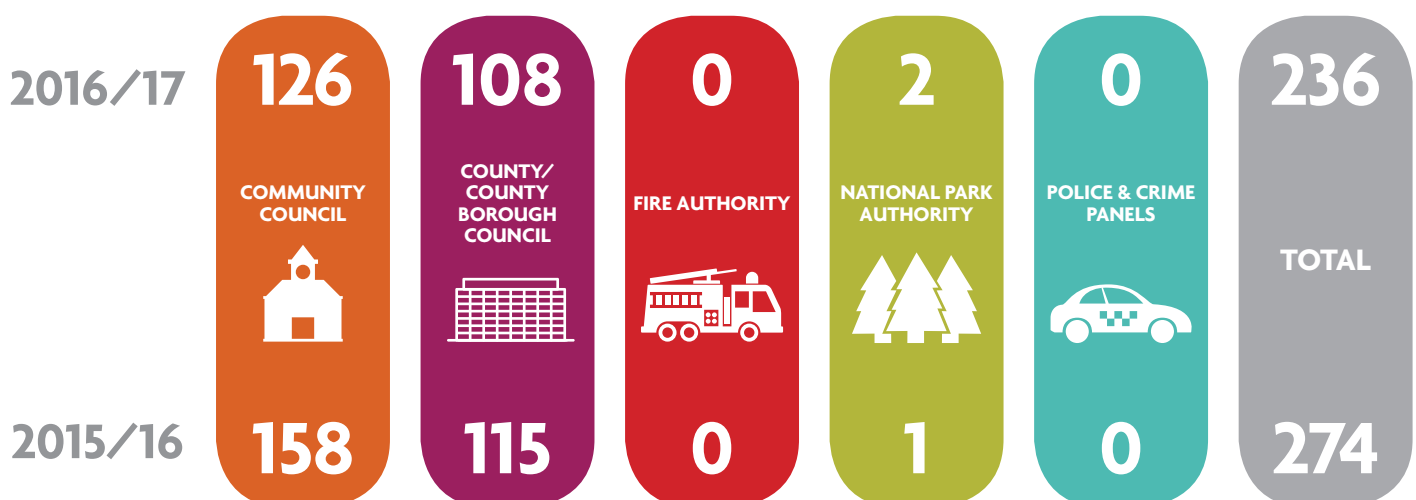 2016/17
126
108
0
2
0
236
COMMUNITY
COUNCIL
COUNTY/
COUNTY
BOROUGH
COUNCIL
FIRE AUTHORITY
NATIONAL PARK
AUTHORITY
POLICE & CRIME
PANELS
TOTAL
2015/16
158
115
0
1
0
274